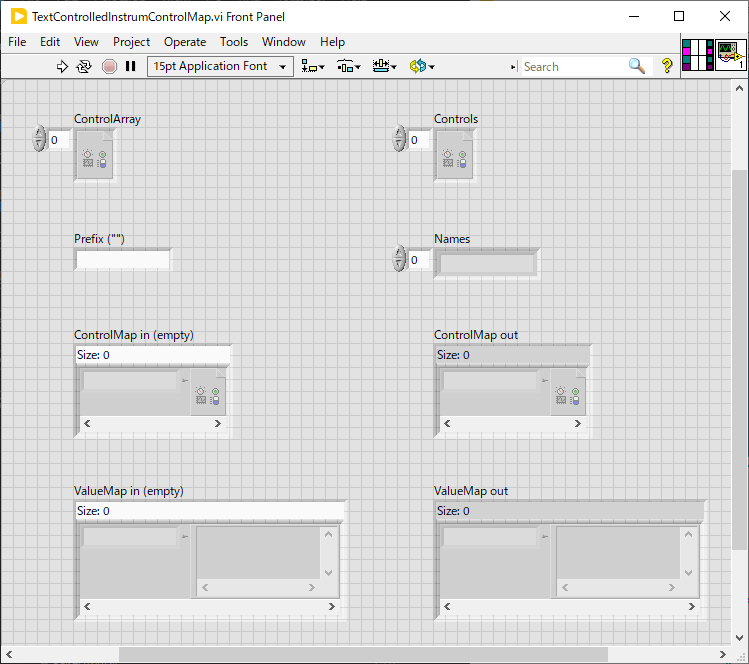 TextControlledInstrumControlMap.vi Front Panel
File Edit View Project Operate Tools Window Help
15pt Application Font Search ? 1
ControlArray Controls
0 0
Prefix ("") Names
0
ControlMap in (empty) ControlMap out
Size: 0 Size: 0
ValueMap in (empty) ValueMap out
Size: 0 Size: 0